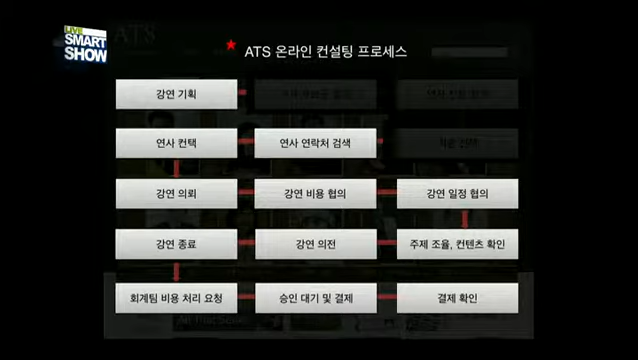 LIVE
SMART
SHOW
ATS
★ ATS 온라인 컨설팅 프로세스
강연 기획
연사 컨택 연사 연락처 검색
강연 의뢰 강연 비용 협의 강연 일정 협의
강연 종료 강연 의전 주제 조율, 컨텐츠 확인
회계팀 비용 처리 요청 승인 대기 및 결제 결제 확인